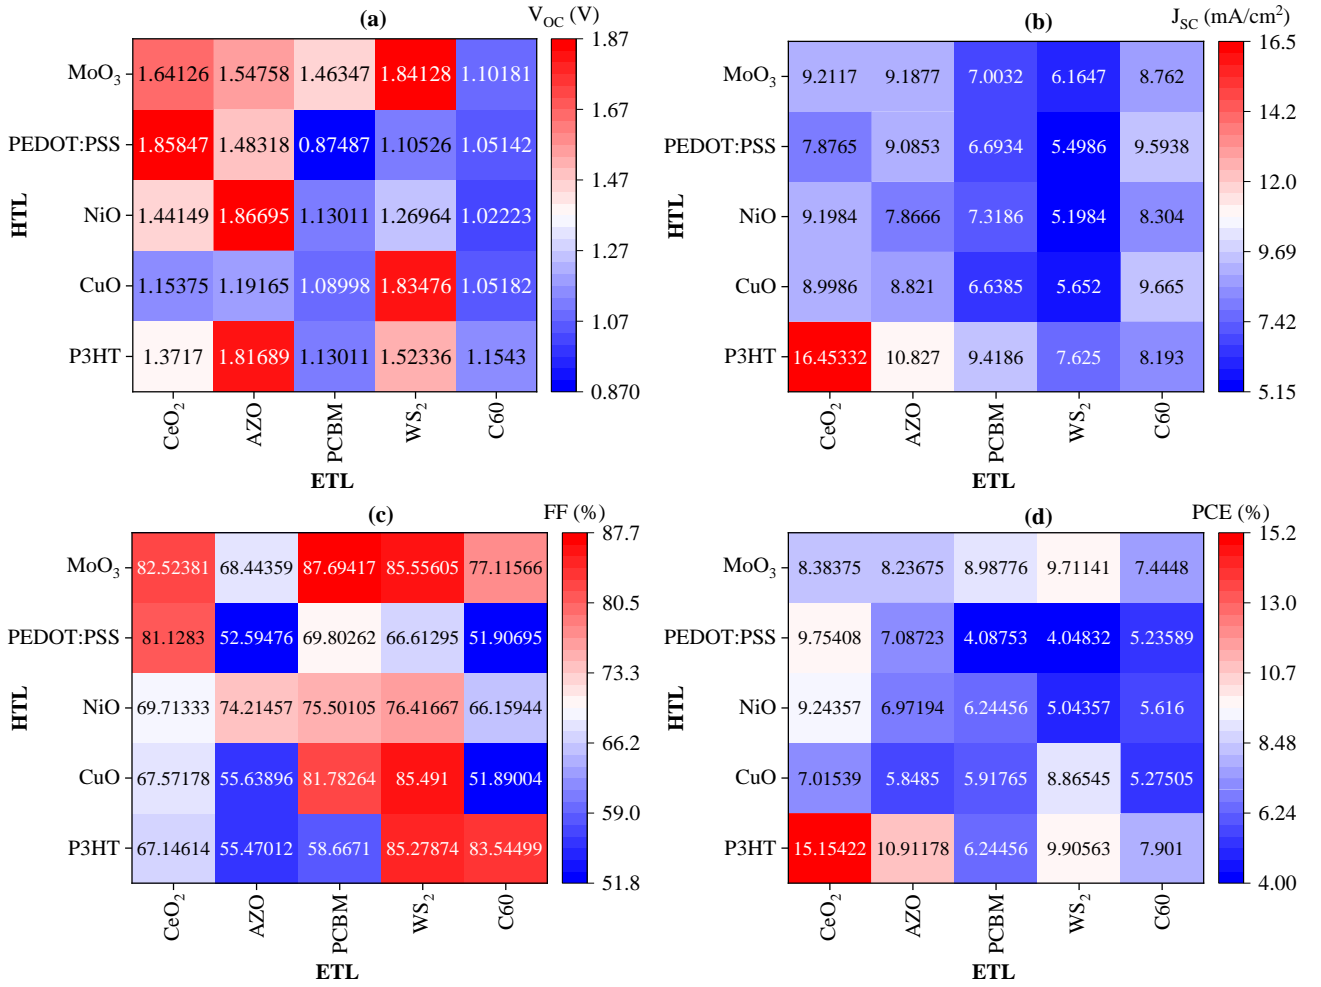 (a)
V_OC (V)
MoO₃ 1.64126 1.54758 1.46347 1.84128 1.10181
PEDOT:PSS 1.85847 1.48318 0.87487 1.10526 1.05142
NiO 1.44149 1.86695 1.13011 1.26964 1.02223
CuO 1.15375 1.19165 1.08998 1.83476 1.05182
P3HT 1.3717 1.81689 1.13011 1.52336 1.1543
HTL
CeO₂ AZO PCBM WS₂ C60
ETL
1.87
1.67
1.47
1.27
1.07
0.870
(b)
J_SC (mA/cm²)
MoO₃ 9.2117 9.1877 7.0032 6.1647 8.762
PEDOT:PSS 7.8765 9.0853 6.6934 5.4986 9.5938
NiO 9.1984 7.8666 7.3186 5.1984 8.304
CuO 8.9986 8.821 6.6385 5.652 9.665
P3HT 16.45332 10.827 9.4186 7.625 8.193
HTL
CeO₂ AZO PCBM WS₂ C60
ETL
16.5
14.2
12.0
9.69
7.42
5.15
(c)
FF (%)
MoO₃ 82.52381 68.44359 87.69417 85.55605 77.11566
PEDOT:PSS 81.1283 52.59476 69.80262 66.61295 51.90695
NiO 69.71333 74.21457 75.50105 76.41667 66.15944
CuO 67.57178 55.63896 81.78264 85.491 51.89004
P3HT 67.14614 55.47012 58.6671 85.27874 83.54499
HTL
CeO₂ AZO PCBM WS₂ C60
ETL
87.7
80.5
73.3
66.2
59.0
51.8
(d)
PCE (%)
MoO₃ 8.38375 8.23675 8.98776 9.71141 7.4448
PEDOT:PSS 9.75408 7.08723 4.08753 4.04832 5.23589
NiO 9.24357 6.97194 6.24456 5.04357 5.616
CuO 7.01539 5.8485 5.91765 8.86545 5.27505
P3HT 15.15422 10.91178 6.24456 9.90563 7.901
HTL
CeO₂ AZO PCBM WS₂ C60
ETL
15.2
13.0
10.7
8.48
6.24
4.00